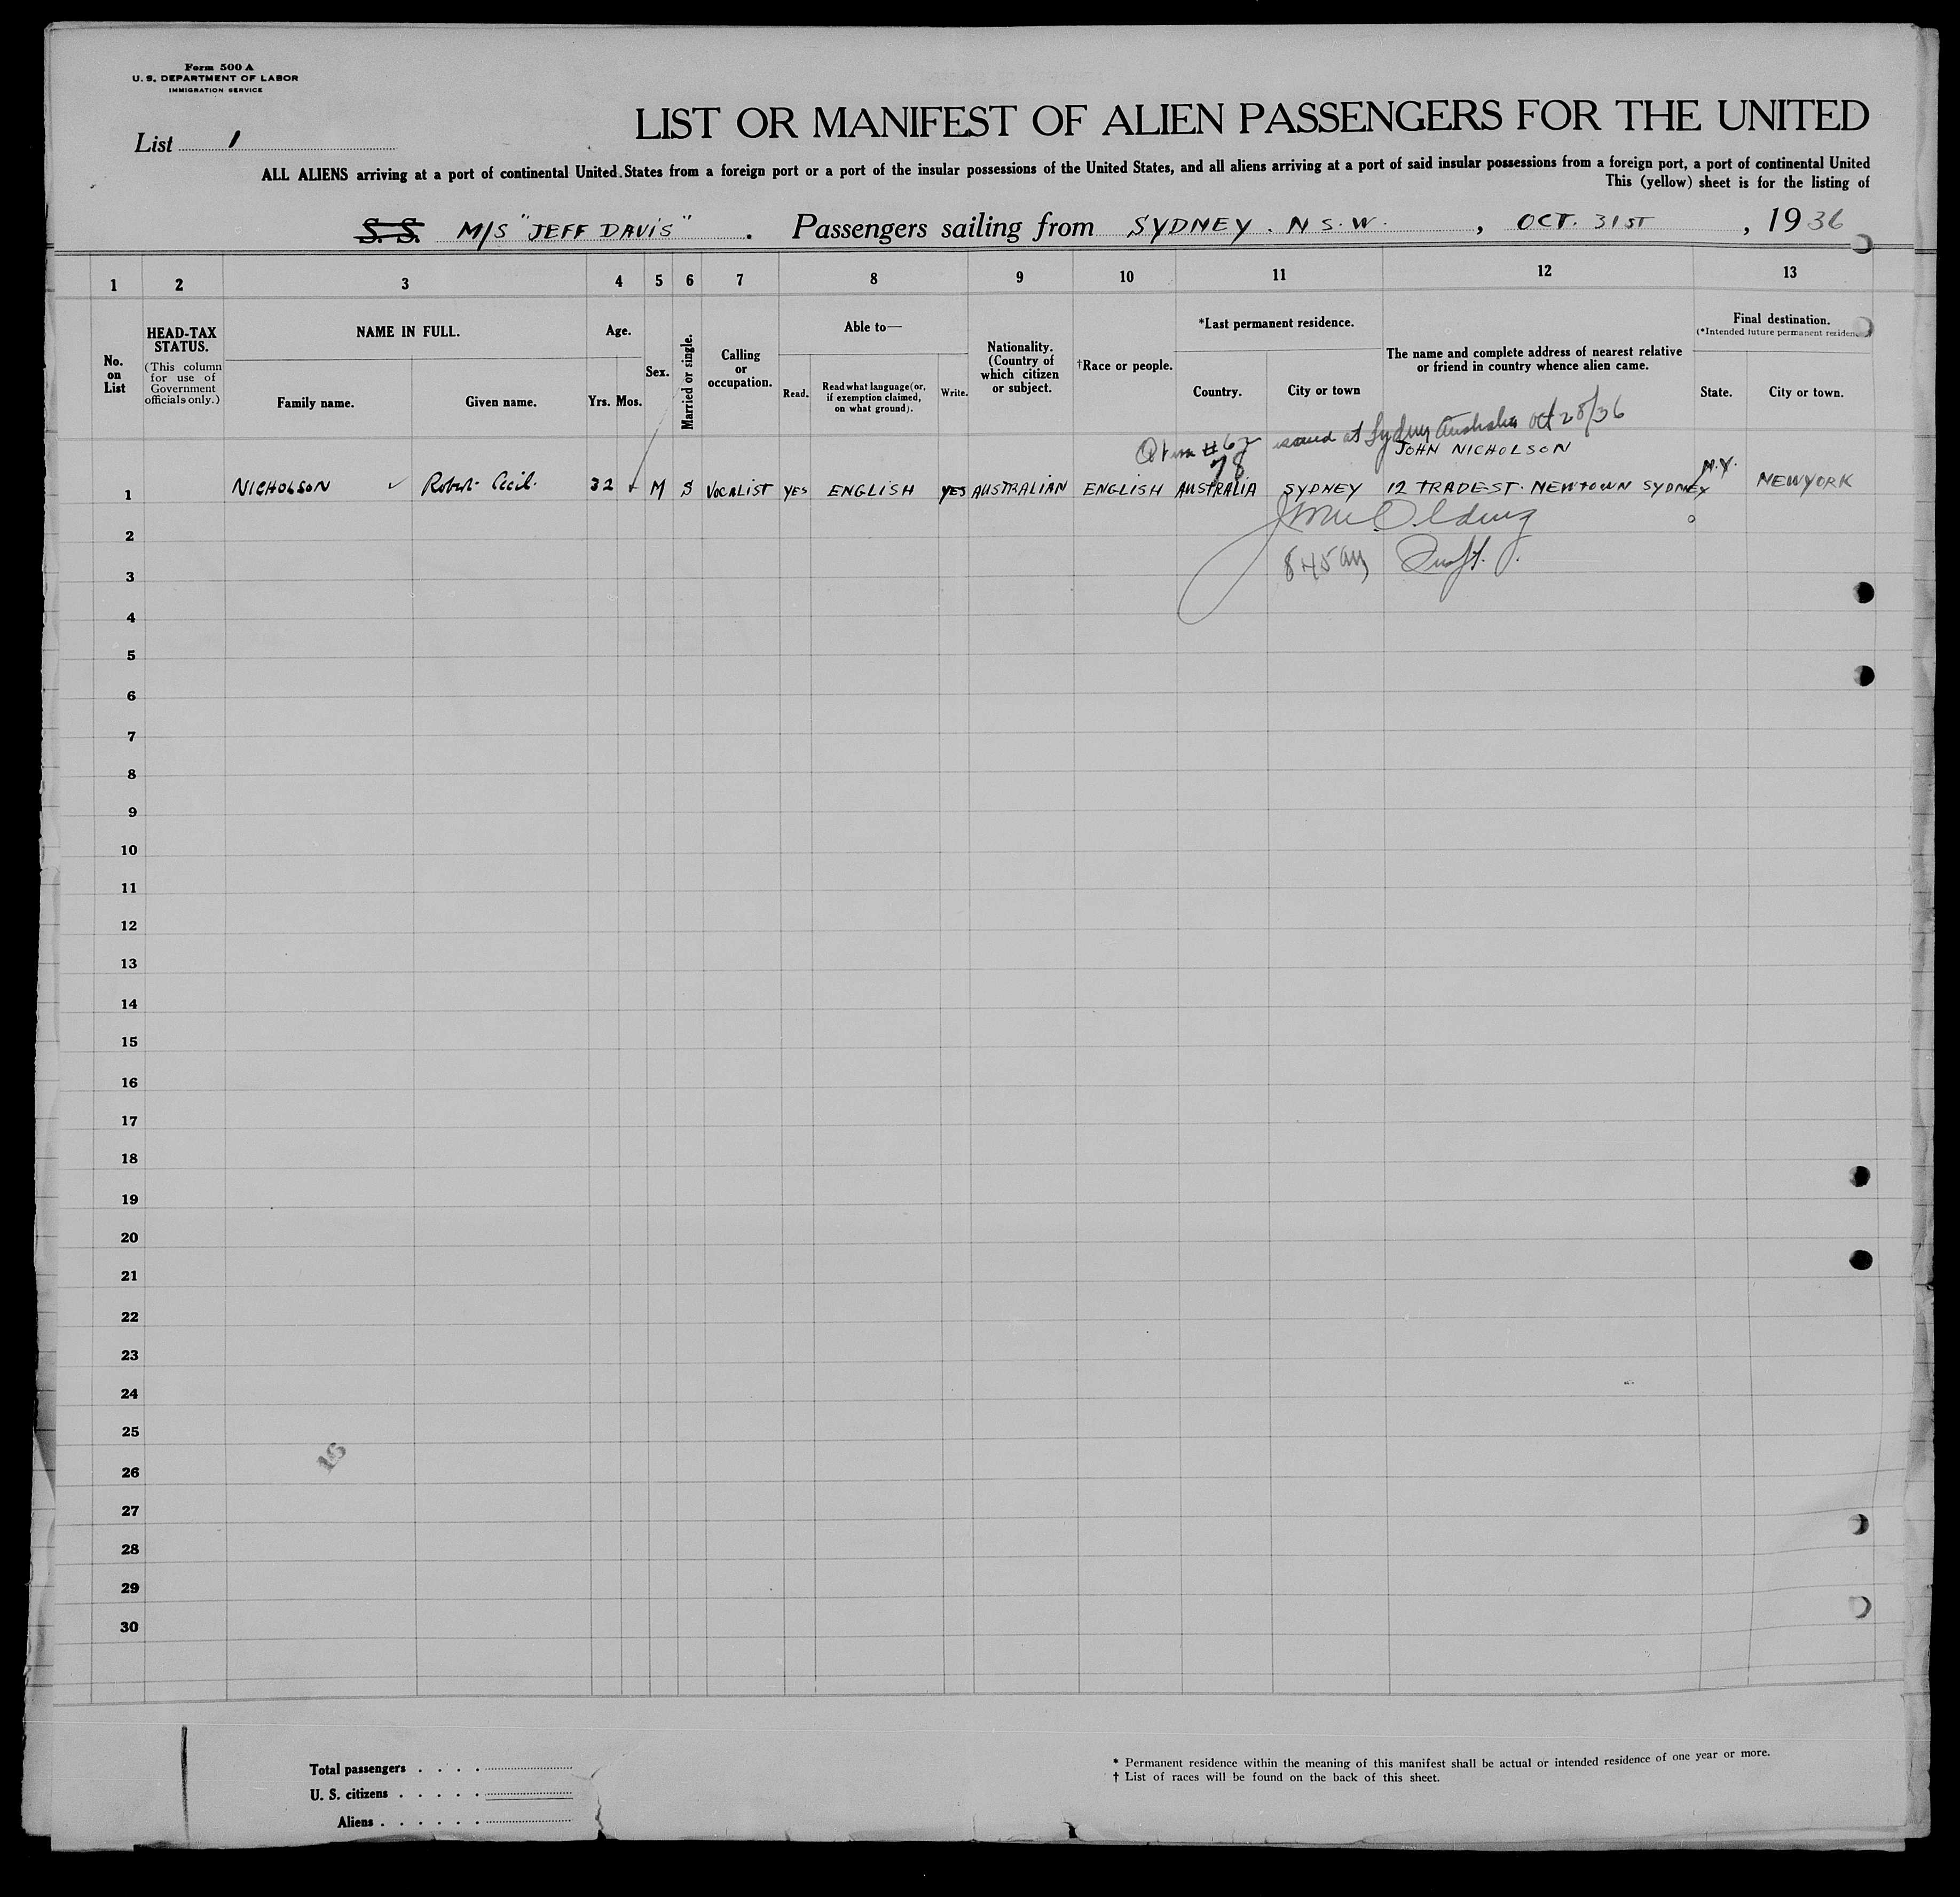 Form 500 A
U. S. DEPARTMENT OF LABOR
IMMIGRATION SERVICE
List 1
LIST OR MANIFEST OF ALIEN PASSENGERS FOR THE UNITED
ALL ALIENS arriving at a port of continental United States from a foreign port or a port of the insular possessions of the United States, and all aliens arriving at a port of said insular possessions from a foreign port, a port of continental United
This (yellow) sheet is for the listing of
S. S. M/S "JEFF DAVIS". Passengers sailing from SYDNEY. N S. W. , OCT. 31ST , 1936
1 2 3 4 5 6 7 8 9 10 11 12 13
No. on List
HEAD-TAX STATUS.
(This column for use of Government officials only.)
NAME IN FULL.
Family name.
Given name.
Age.
Yrs. Mos.
Sex.
Married or single.
Calling or occupation.
Able to—
Read.
Read what language (or, if exemption claimed, on what ground).
Write.
Nationality. (Country of which citizen or subject.
†Race or people.
*Last permanent residence.
Country.
City or town
The name and complete address of nearest relative or friend in country whence alien came.
Final destination.
(*Intended future permanent residence
State.
City or town.
issued at Sydney Australia Oct 28/36
78
JOHN NICHOLSON
1 NICHOLSON ✓ Robert Cecil. 32 M S VOCALIST YES ENGLISH YES AUSTRALIAN ENGLISH AUSTRALIA SYDNEY 12 TRADE ST. NEWTOWN SYDNEY N.Y. NEW YORK
2
845 am
3
4
5
6
7
8
9
10
11
12
13
14
15
16
17
18
19
20
21
22
23
24
25
16
26
27
28
29
30
Total passengers . . . .
U. S. citizens . . . . .
Aliens . . . . . .
* Permanent residence within the meaning of this manifest shall be actual or intended residence of one year or more.
† List of races will be found on the back of this sheet.